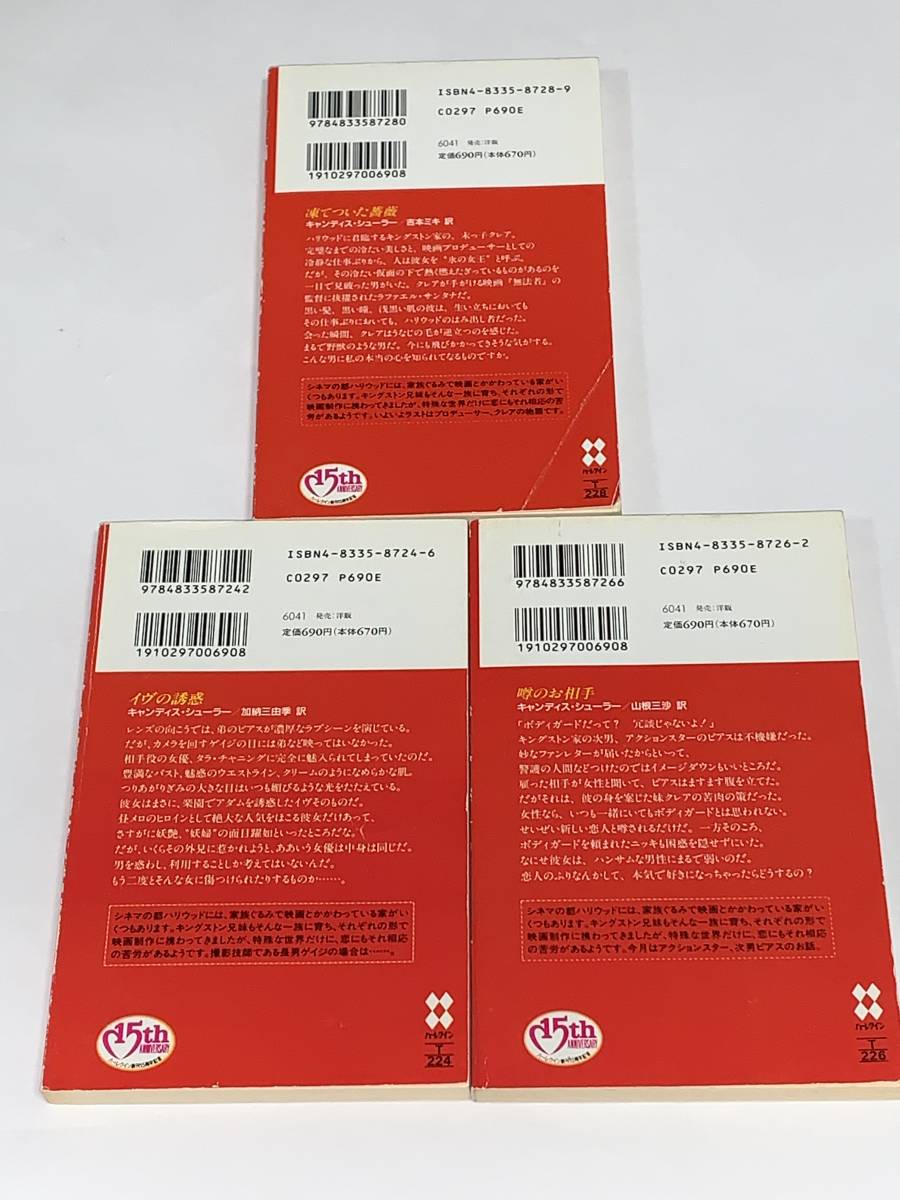 ISBN4-8335-8728-9
C0297 P690E
9784833587280
6041 発売:洋販
定価690円(本体670円)
1910297006908
凍てついた薔薇
キャンディス・シューラー/吉本ミキ 訳
ハリウッドに君臨するキングストン家の、末っ子クレア。
完璧なまでの冷たい美しさと、映画プロデューサーとしての
冷静な仕事ぶりから、人は彼女を“氷の女王”と呼ぶ。
だが、その冷たい仮面の下で熱く燃えたぎっているものがあるのを
一目で見破った男がいた。クレアが手がける映画『無法者』の
監督に抜擢されたラファエル・サンタナだ。
黒い髪、黒い瞳、浅黒い肌の彼は、生い立ちにおいても
その仕事ぶりにおいても、ハリウッドのはみ出し者だった。
会った瞬間、クレアはうなじの毛が逆立つのを感じた。
まるで野獣のような男だ。今にも飛びかかってきそうな気がする。
こんな男に私の本当の心を知られてなるものですか。
シネマの都ハリウッドには、家族ぐるみで映画とかかわっている家がい
くつもあります。キングストン兄妹もそんな一族に育ち、それぞれの形で
映画制作に携わってきましたが、特殊な世界だけに恋にもそれ相応の苦
労があるようです。いよいよラストはプロデューサー、クレアの物語です。
15th
ANNIVERSARY
ハーレクイン
T
228
ISBN4-8335-8724-6
C0297 P690E
9784833587242
6041 発売:洋販
定価690円(本体670円)
1910297006908
イヴの誘惑
キャンディス・シューラー/加納三由季 訳
レンズの向こうでは、弟のピアスが濃厚なラブシーンを演じている。
だが、カメラを回すゲイジの目には弟など映ってはいなかった。
相手役の女優、タラ・チャニングに完全に魅入られてしまっていたのだ。
豊満なバスト、魅惑のウエストライン、クリームのようになめらかな肌。
つりあがりぎみの大きな目はいつも媚びるような光をたたえている。
彼女はまさに、楽園でアダムを誘惑したイヴそのものだ。
昼メロのヒロインとして絶大な人気をほこる彼女だけあって、
さすがに妖艶、“妖婦”の面目躍如といったところだな。
だが、いくらその外見に惹かれようと、ああいう女優は中身は同じだ。
男を惑わし、利用することしか考えてはいないんだ。
もう二度とそんな女に傷つけられたりするものか……。
シネマの都ハリウッドには、家族ぐるみで映画とかかわっている家がい
くつもあります。キングストン兄妹もそんな一族に育ち、それぞれの形で
映画制作に携わってきましたが、特殊な世界だけに、恋にもそれ相応
の苦労があるようです。撮影技師である長男ゲイジの場合は……。
15th
ANNIVERSARY
ハーレクイン
T
224
ISBN4-8335-8726-2
C0297 P690E
9784833587266
6041 発売:洋販
定価690円(本体670円)
1910297006908
噂のお相手
キャンディス・シューラー/山根三沙 訳
「ボディガードだって? 冗談じゃないよ!」
キングストン家の次男、アクションスターのピアスは不機嫌だった。
妙なファンレターが届いたからといって、
警護の人間などつけたのではイメージダウンもいいところだ。
雇った相手が女性と聞いて、ピアスはますます腹を立てた。
だがそれは、彼の身を案じた妹クレアの苦肉の策だった。
女性なら、いつも一緒にいてもボディガードとは思われない。
せいぜい新しい恋人と噂されるだけだ。一方そのころ、
ボディガードを頼まれたニッキも困惑を隠せずにいた。
なにせ彼女は、ハンサムな男性にまるで弱いのだ。
恋人のふりなんかして、本気で好きになっちゃったらどうするの?
シネマの都ハリウッドには、家族ぐるみで映画とかかわっている家がい
くつもあります。キングストン兄妹もそんな一族に育ち、それぞれの形で
映画制作に携わってきましたが、特殊な世界だけに恋にもそれ相応
の苦労があるようです。今月はアクションスター、次男ピアスのお話。
15th
ANNIVERSARY
ハーレクイン
T
226